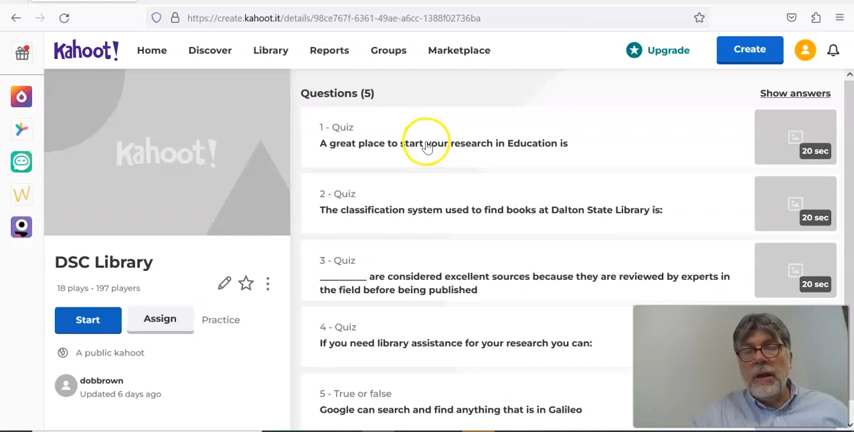 https://create.kahoot.it/details/98ce767f-6361-49ae-a6cc-1388f02736ba
Kahoot! Home Discover Library Reports Groups Marketplace Upgrade Create
Kahoot!
DSC Library
18 plays • 197 players
Start Assign Practice
A public kahoot
dobbrown
Updated 6 days ago
Questions (5) Show answers
1 - Quiz
A great place to start your research in Education is
20 sec
2 - Quiz
The classification system used to find books at Dalton State Library is:
20 sec
3 - Quiz
_________ are considered excellent sources because they are reviewed by experts in
the field before being published
20 sec
4 - Quiz
If you need library assistance for your research you can:
5 - True or false
Google can search and find anything that is in Galileo
W